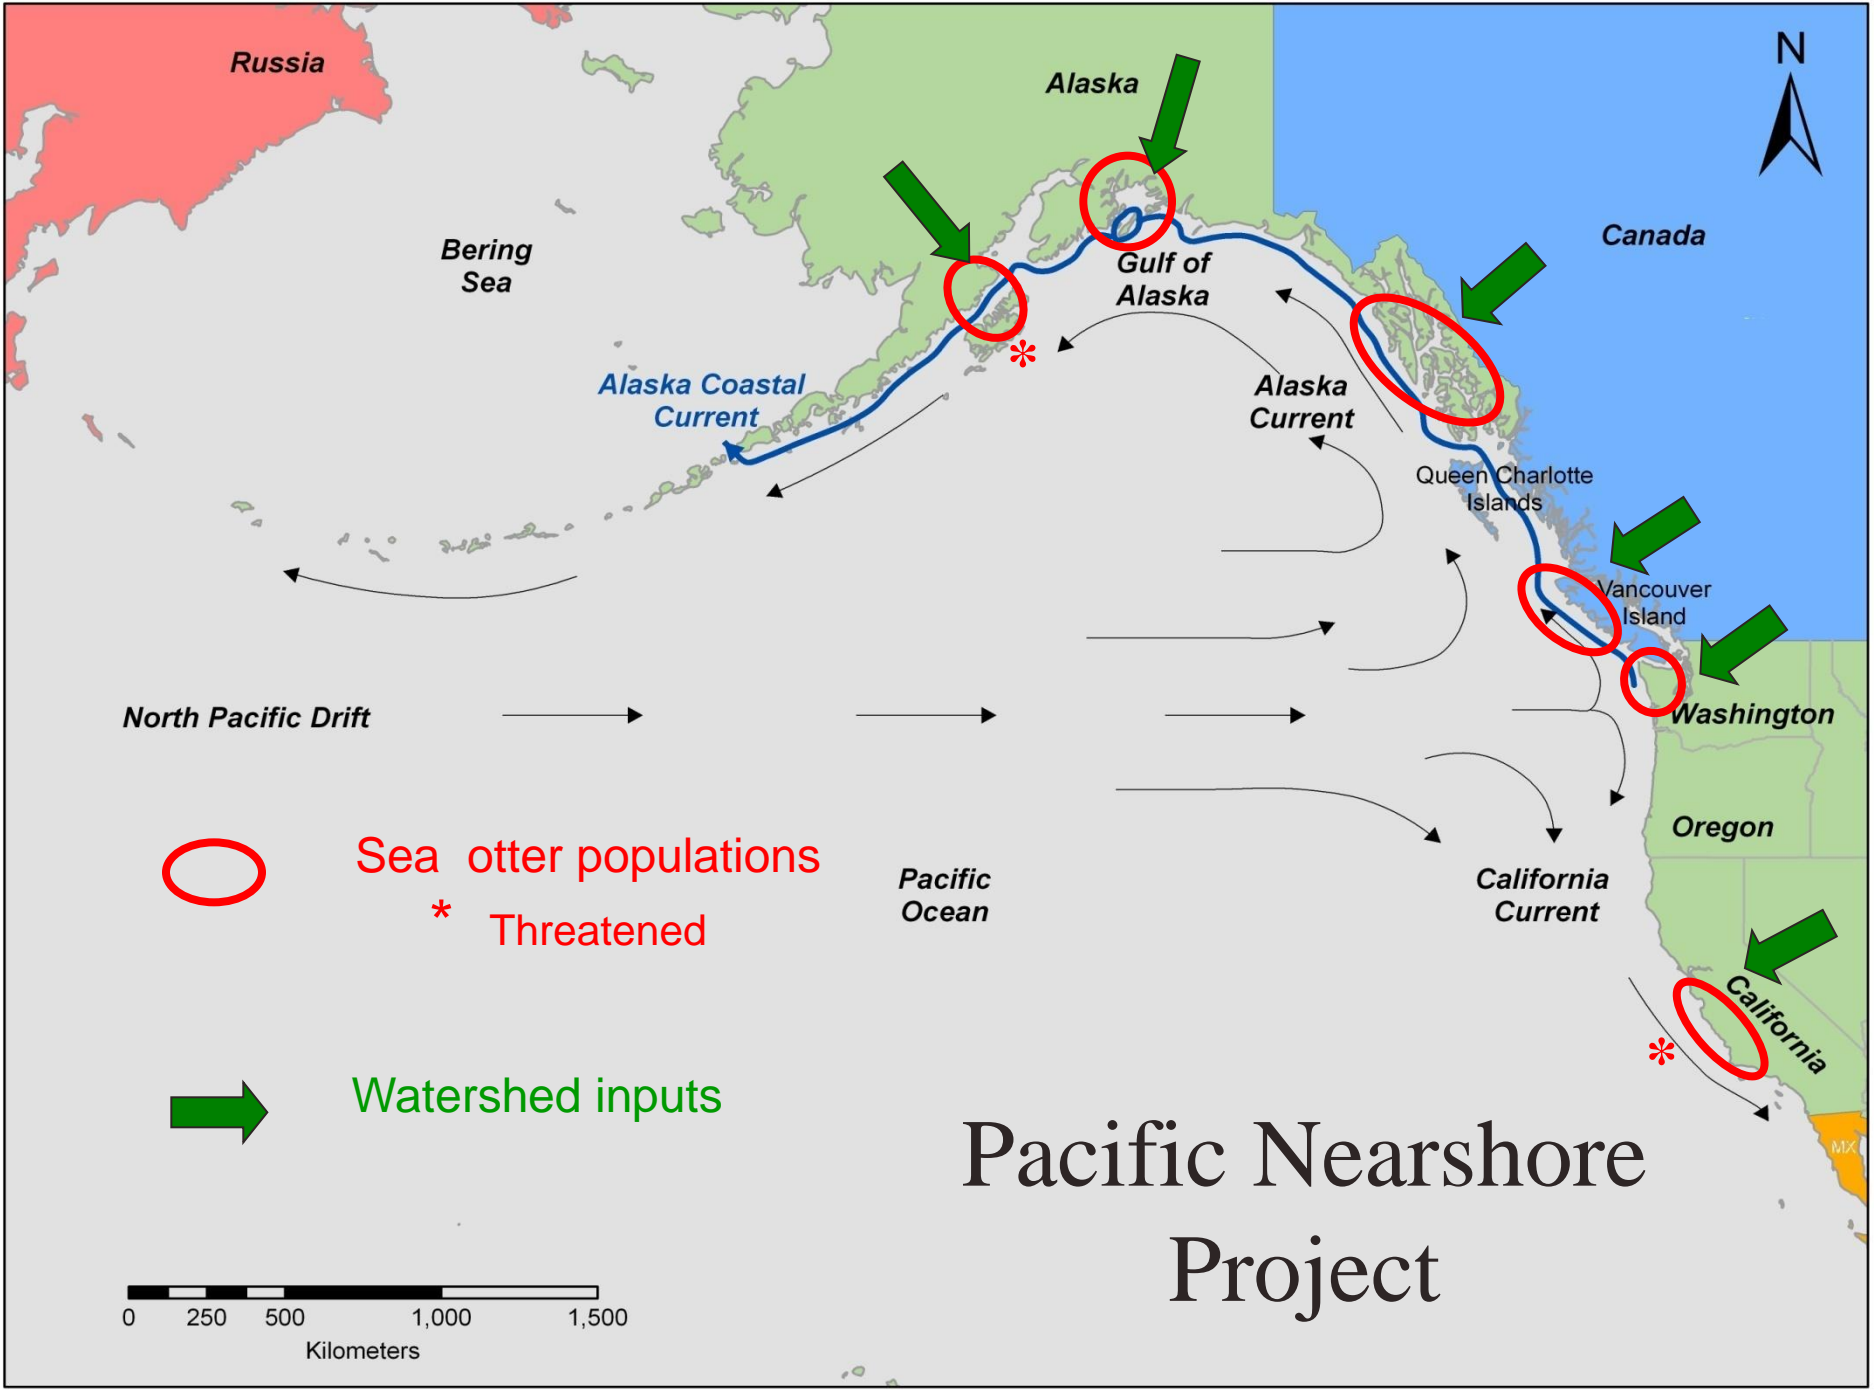 Russia
Alaska
N
Canada
Bering
Sea
Gulf of
Alaska
*
Alaska Coastal
Current
Alaska
Current
Queen Charlotte
Islands
Vancouver
Island
North Pacific Drift
Washington
Oregon
Sea otter populations
* Threatened
Pacific
Ocean
California
Current
California
*
Watershed inputs
Pacific Nearshore
Project
MX
0 250 500 1,000 1,500
Kilometers